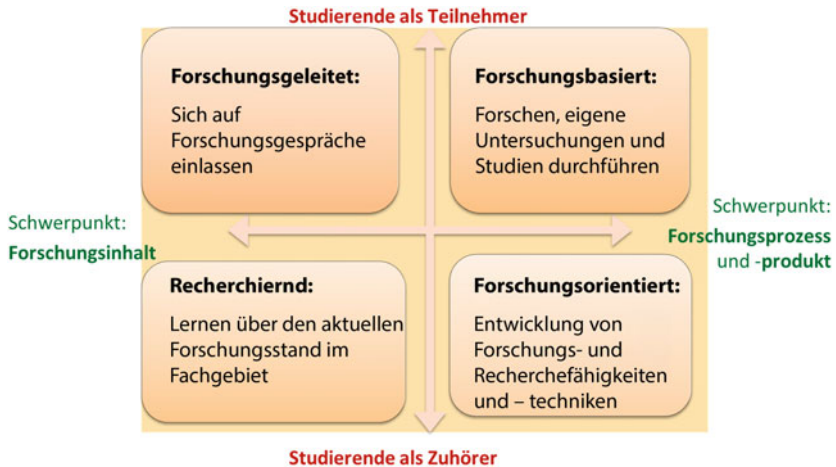 Studierende als Teilnehmer
Forschungsgeleitet:
Sich auf
Forschungsgespräche
einlassen
Forschungsbasiert:
Forschen, eigene
Untersuchungen und
Studien durchführen
Schwerpunkt:
Forschungsinhalt
Schwerpunkt:
Forschungsprozess
und -produkt
Recherchiernd:
Lernen über den aktuellen
Forschungsstand im
Fachgebiet
Forschungsorientiert:
Entwicklung von
Forschungs- und
Recherchefähigkeiten
und – techniken
Studierende als Zuhörer